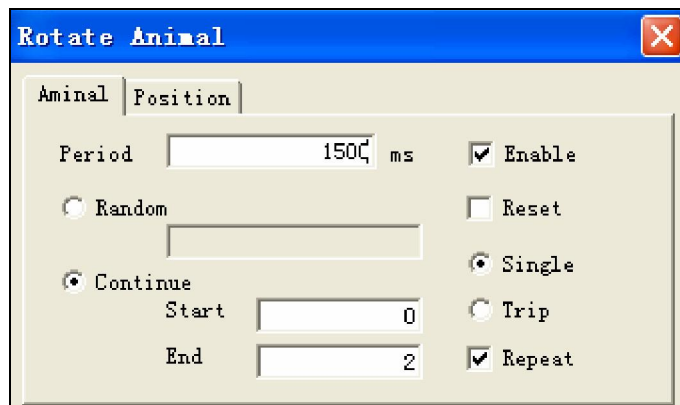 Rotate Animal
Aminal Position
Period 1500 ms Enable
Random Reset
Single
Continue
Start 0 Trip
End 2 Repeat